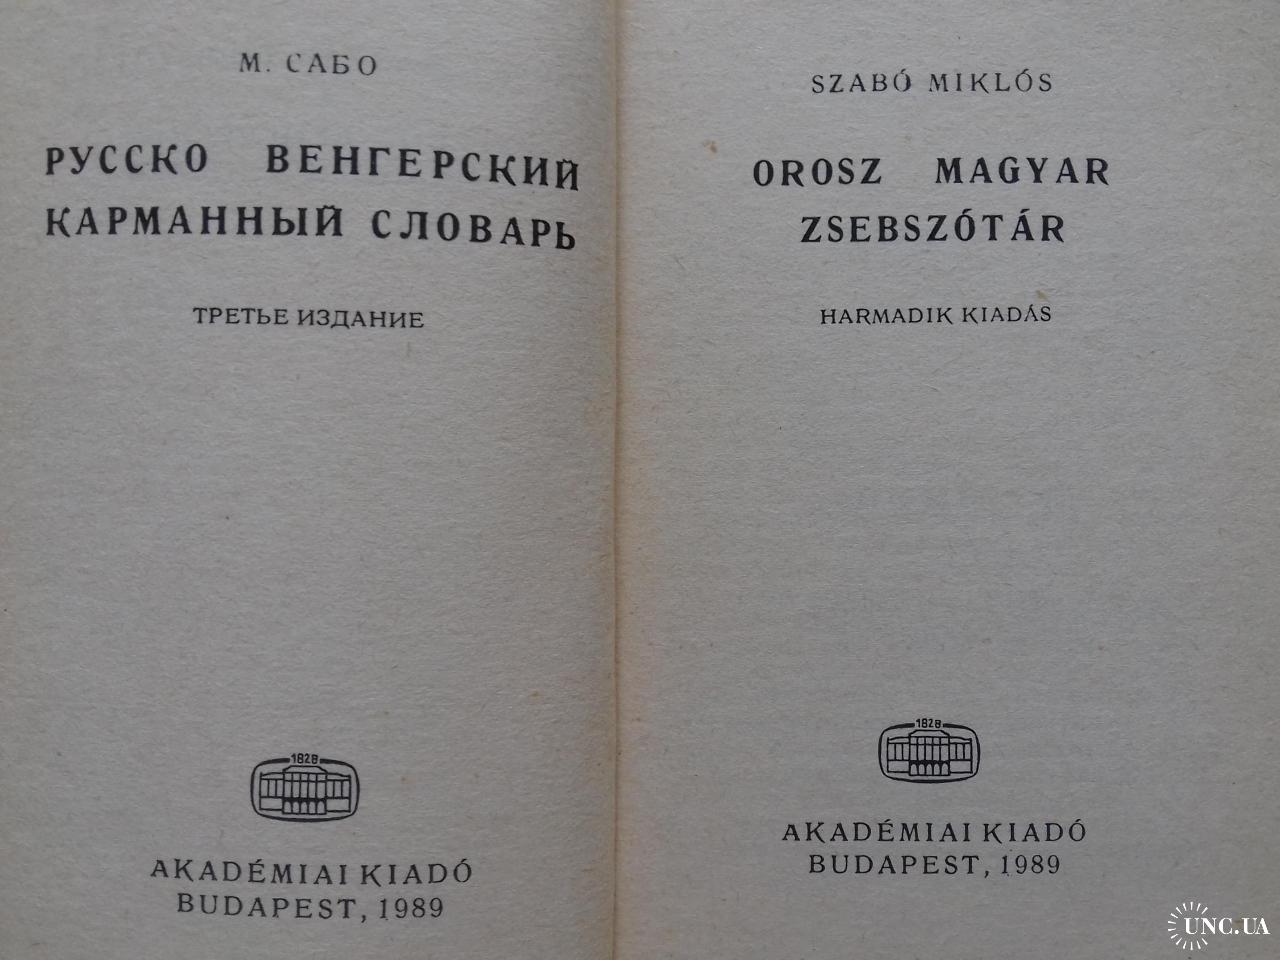 М. САБО
РУССКО ВЕНГЕРСКИЙ
КАРМАННЫЙ СЛОВАРЬ
ТРЕТЬЕ ИЗДАНИЕ
1828
AKADÉMIAI KIADÓ
BUDAPEST, 1989
SZABÓ MIKLÓS
OROSZ MAGYAR
ZSEBSZÓTÁR
HARMADIK KIADÁS
1828
AKADÉMIAI KIADÓ
BUDAPEST, 1989
UNC.UA